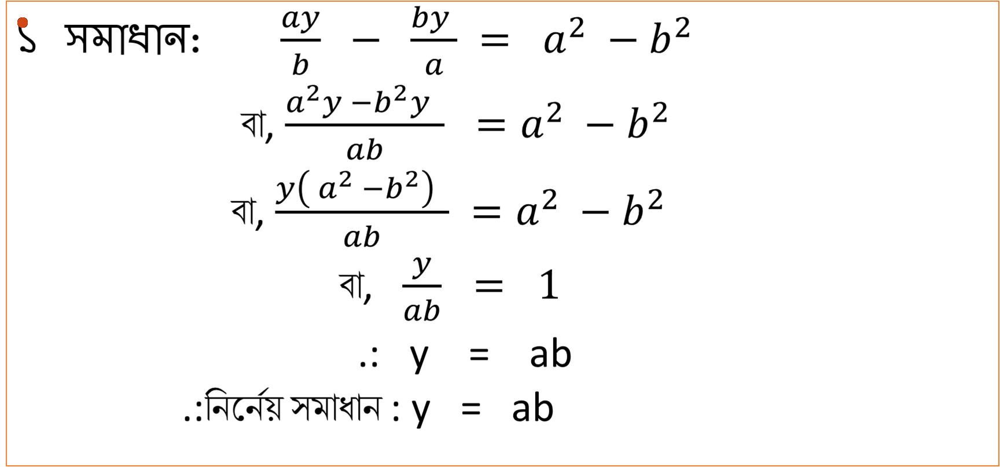 ১ সমাধান: ay/b − by/a = a² − b²
বা, (a²y − b²y)/ab = a² − b²
বা, y( a² − b²)/ab = a² − b²
বা, y/ab = 1
.: y = ab
.:নির্নেয় সমাধান : y = ab